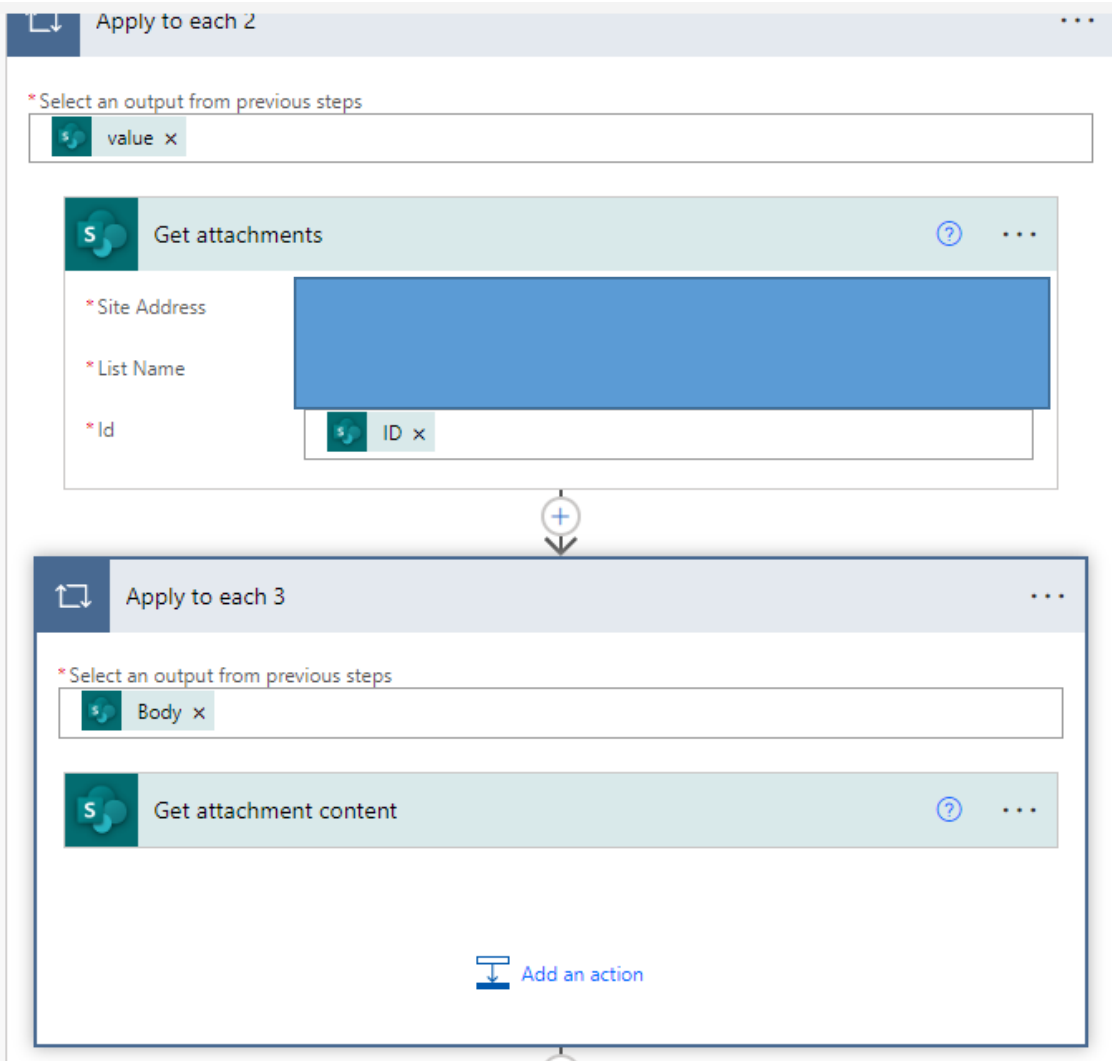 Apply to each 2
* Select an output from previous steps
value ×
Get attachments
* Site Address
* List Name
* Id
ID ×
Apply to each 3
* Select an output from previous steps
Body ×
Get attachment content
Add an action